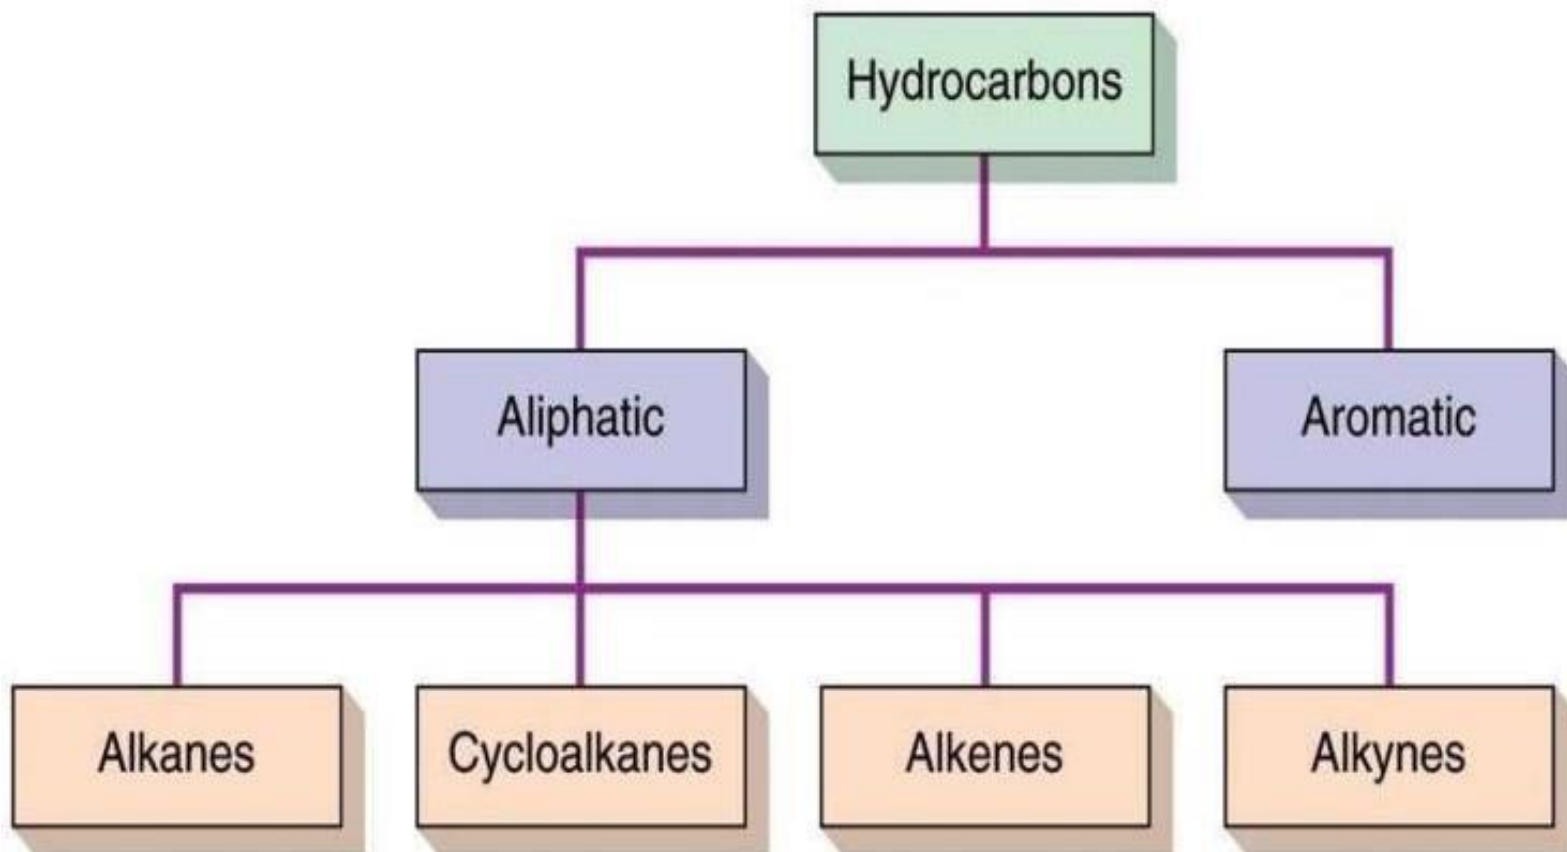 Hydrocarbons
Aliphatic
Aromatic
Alkanes
Cycloalkanes
Alkenes
Alkynes